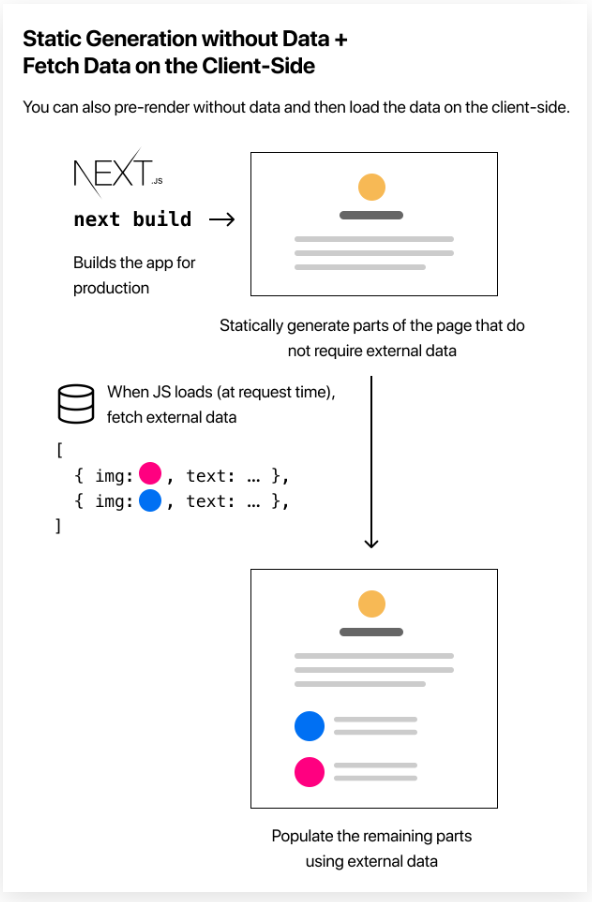 Static Generation without Data +
Fetch Data on the Client-Side
You can also pre-render without data and then load the data on the client-side.
NEXT.JS
next build
Builds the app for
production
Statically generate parts of the page that do
not require external data
When JS loads (at request time),
fetch external data
[
{ img: , text: … },
{ img: , text: … },
]
Populate the remaining parts
using external data